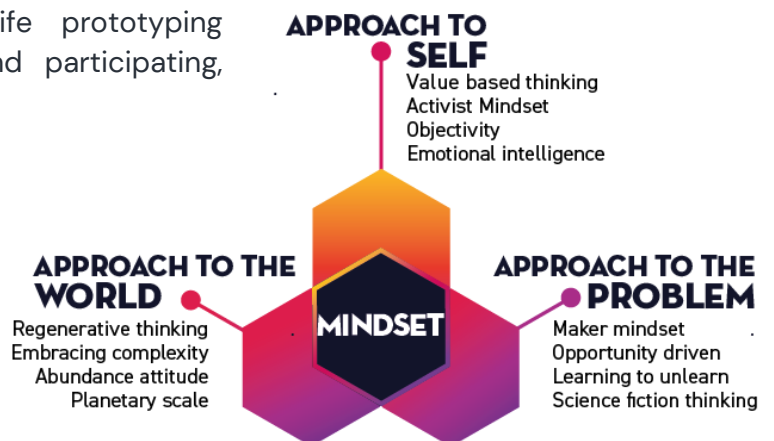 ife prototyping
nd participating,
APPROACH TO
SELF
Value based thinking
Activist Mindset
Objectivity
Emotional intelligence
APPROACH TO THE
WORLD
Regenerative thinking
Embracing complexity
Abundance attitude
Planetary scale
MINDSET
APPROACH TO THE
PROBLEM
Maker mindset
Opportunity driven
Learning to unlearn
Science fiction thinking